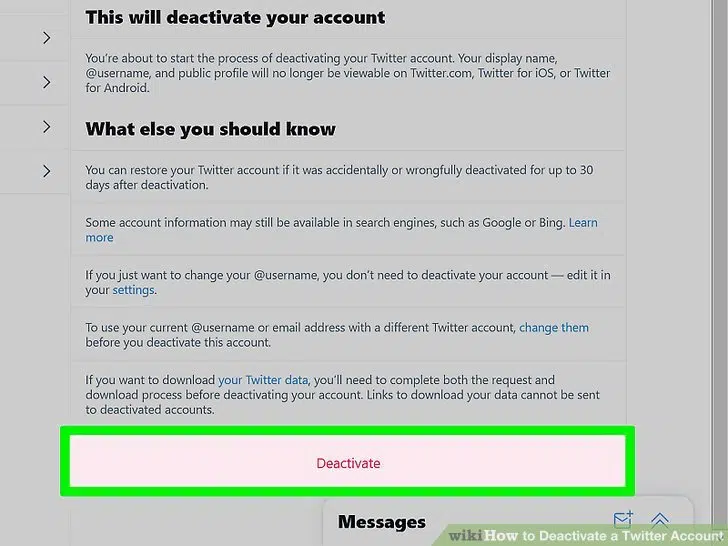 This will deactivate your account
You're about to start the process of deactivating your Twitter account. Your display name,
@username, and public profile will no longer be viewable on Twitter.com, Twitter for iOS, or Twitter
for Android.
What else you should know
You can restore your Twitter account if it was accidentally or wrongfully deactivated for up to 30
days after deactivation.
Some account information may still be available in search engines, such as Google or Bing. Learn
more
If you just want to change your @username, you don't need to deactivate your account — edit it in
your settings.
To use your current @username or email address with a different Twitter account, change them
before you deactivate this account.
If you want to download your Twitter data, you'll need to complete both the request and
download process before deactivating your account. Links to download your data cannot be sent
to deactivated accounts.
Deactivate
Messages
wikiHow to Deactivate a Twitter Account